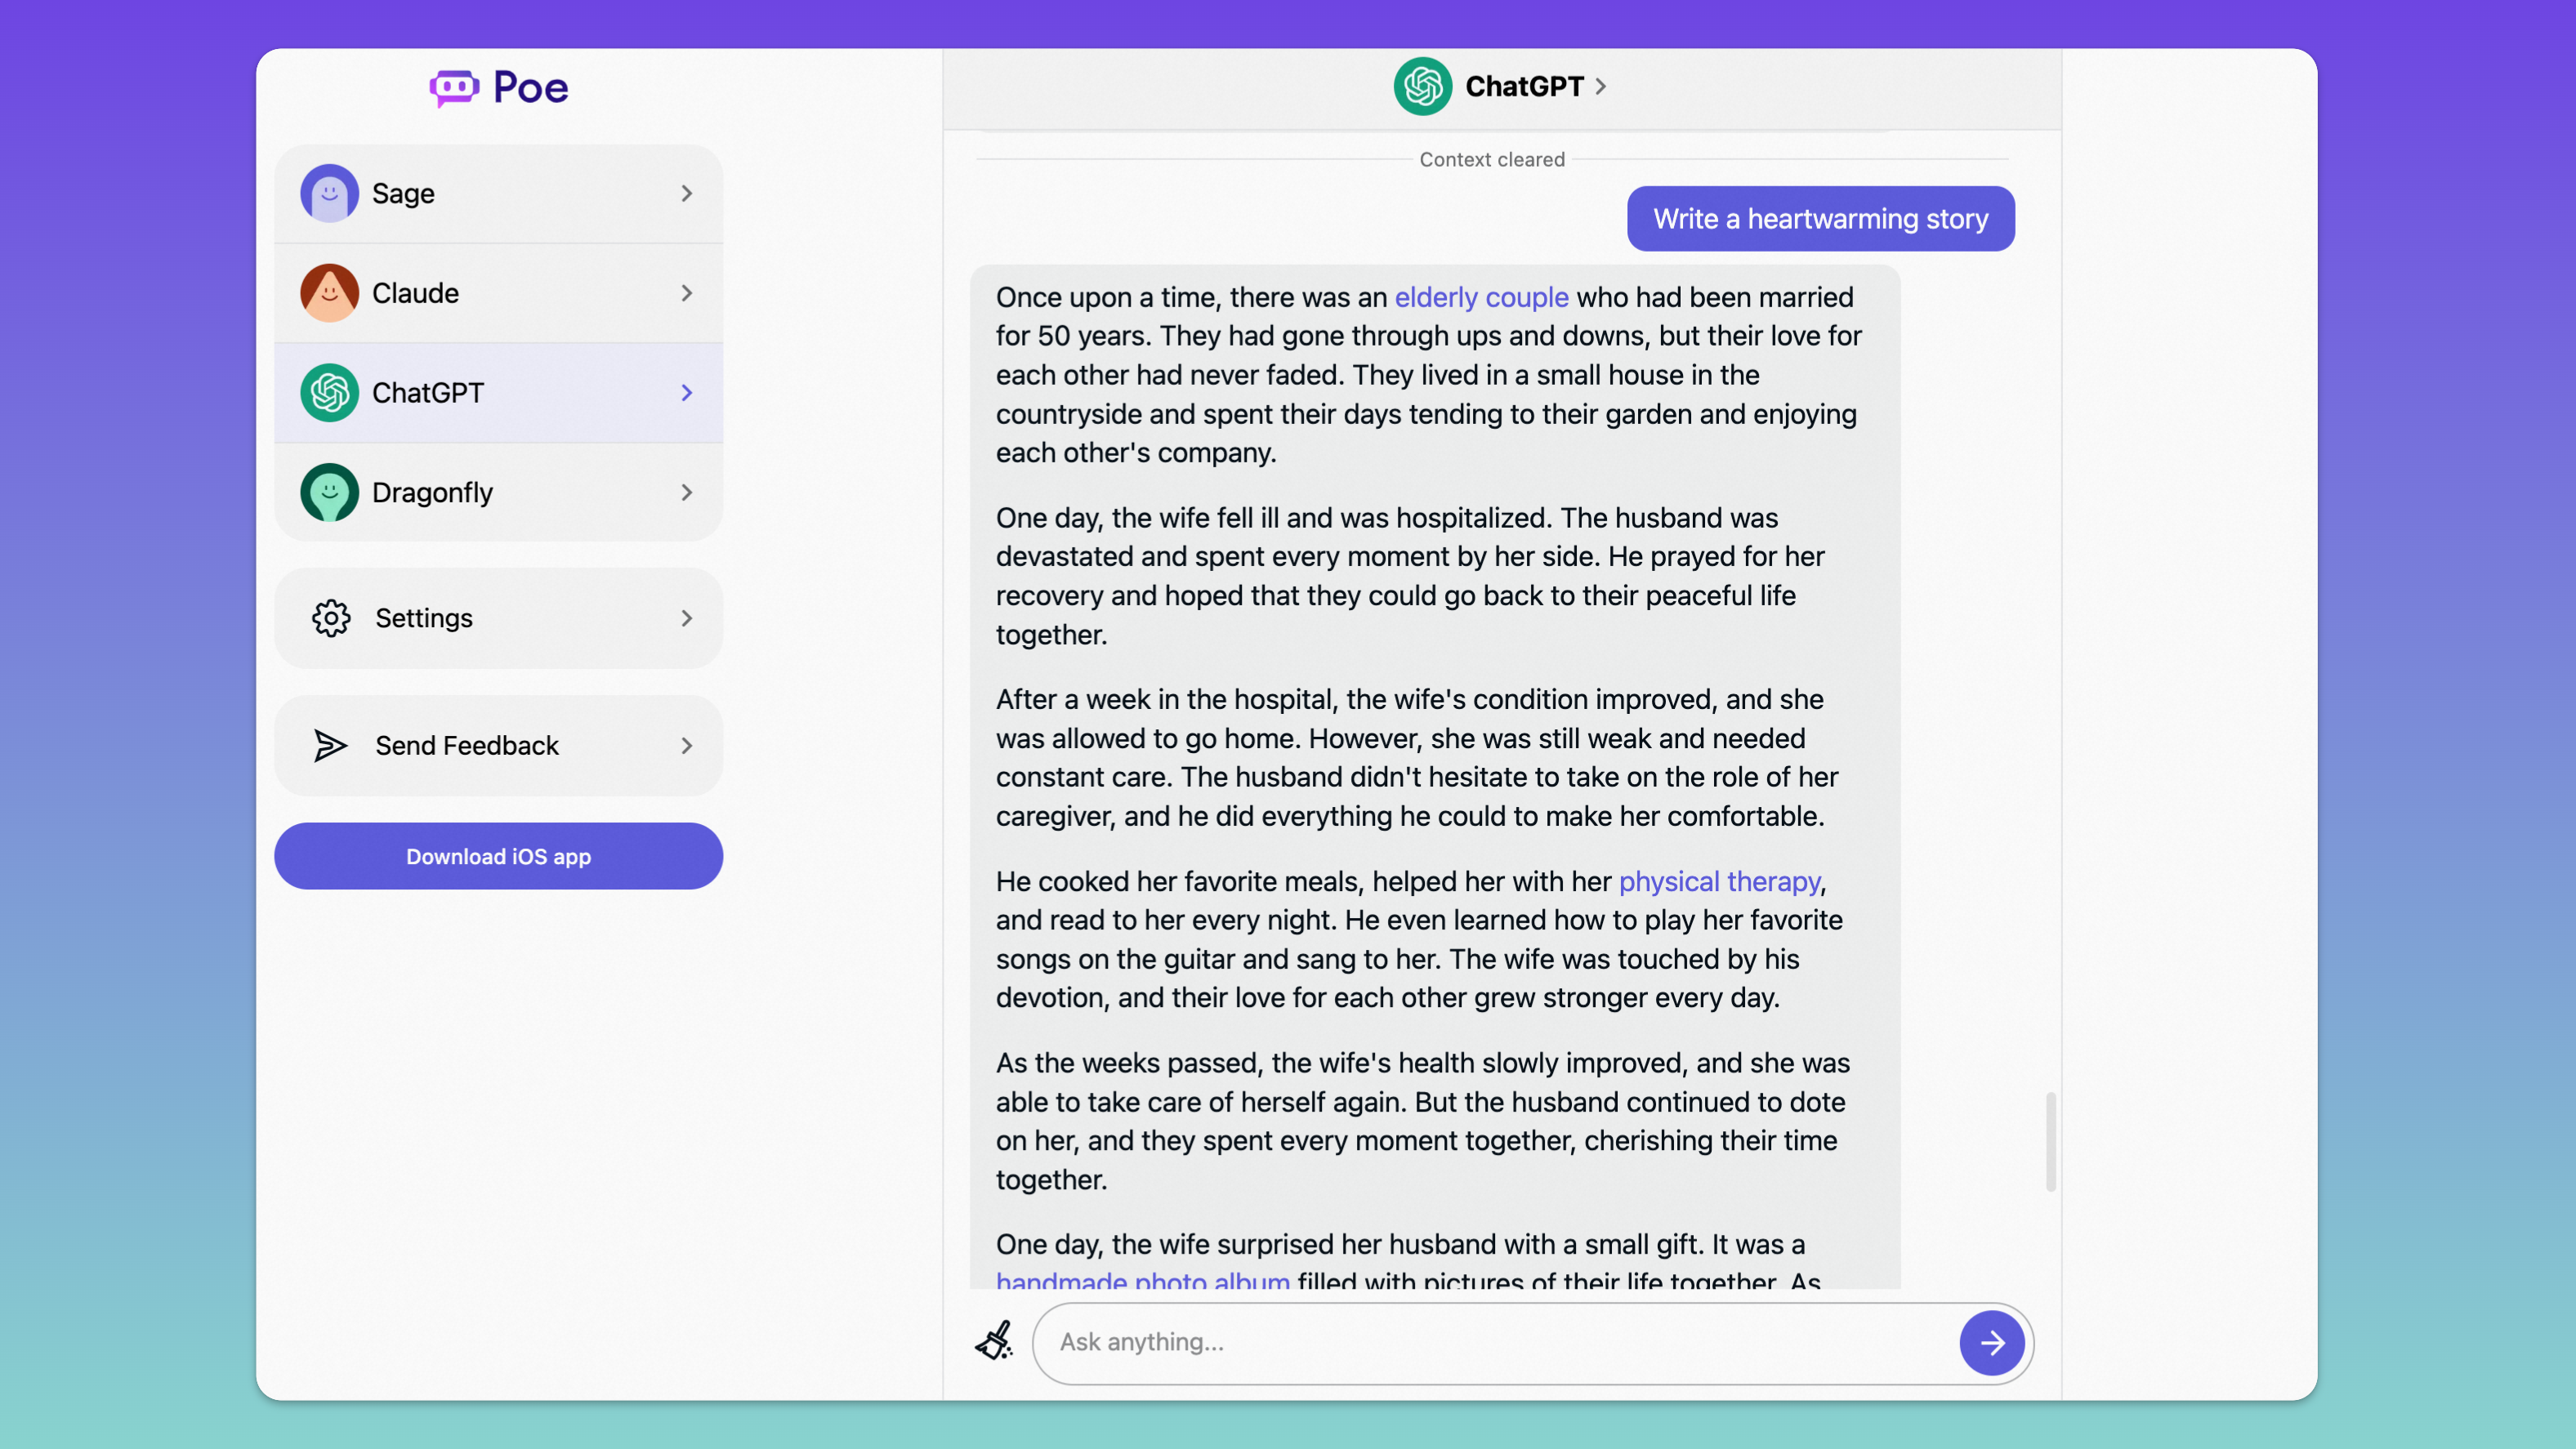 Poe
Sage
Claude
ChatGPT
Dragonfly
Settings
Send Feedback
Download iOS app
ChatGPT
Context cleared
Write a heartwarming story
Once upon a time, there was an elderly couple who had been married
for 50 years. They had gone through ups and downs, but their love for
each other had never faded. They lived in a small house in the
countryside and spent their days tending to their garden and enjoying
each other's company.
One day, the wife fell ill and was hospitalized. The husband was
devastated and spent every moment by her side. He prayed for her
recovery and hoped that they could go back to their peaceful life
together.
After a week in the hospital, the wife's condition improved, and she
was allowed to go home. However, she was still weak and needed
constant care. The husband didn't hesitate to take on the role of her
caregiver, and he did everything he could to make her comfortable.
He cooked her favorite meals, helped her with her physical therapy,
and read to her every night. He even learned how to play her favorite
songs on the guitar and sang to her. The wife was touched by his
devotion, and their love for each other grew stronger every day.
As the weeks passed, the wife's health slowly improved, and she was
able to take care of herself again. But the husband continued to dote
on her, and they spent every moment together, cherishing their time
together.
One day, the wife surprised her husband with a small gift. It was a
handmade photo album filled with pictures of their life together. As
Ask anything...